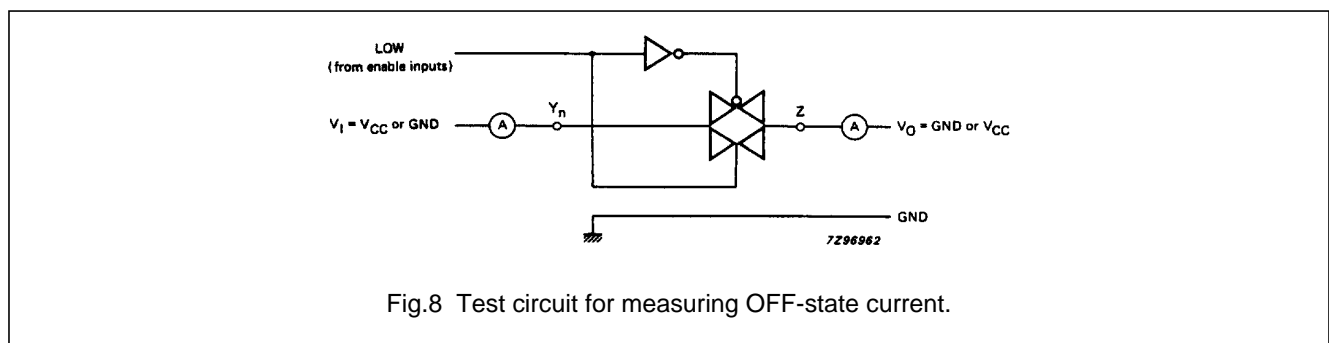 LOW
(from enable inputs)
V_I = V_CC or GND
A
Y_n
Z
A
V_O = GND or V_CC
GND
7Z96962
Fig.8 Test circuit for measuring OFF-state current.